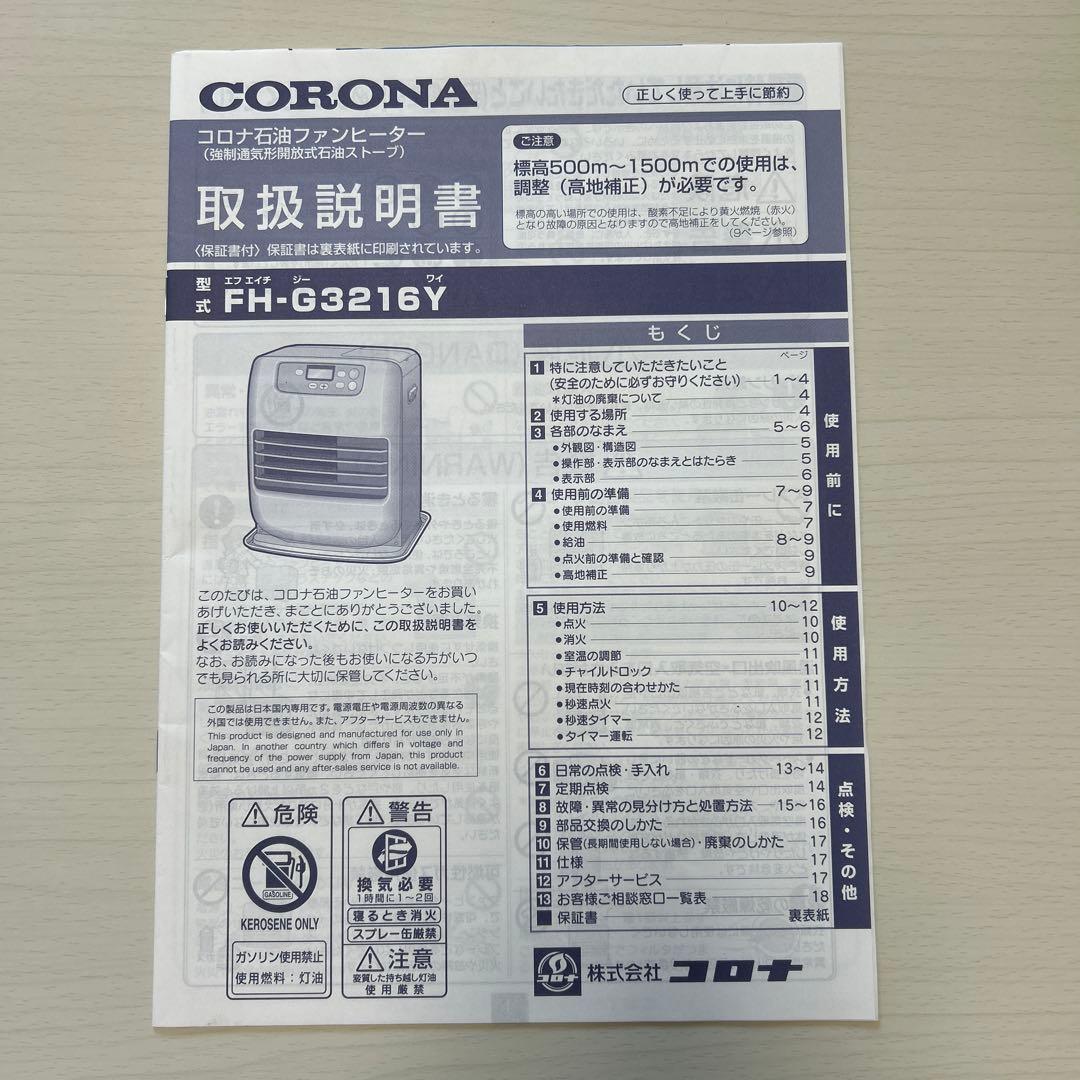 CORONA
正しく使って上手に節約
コロナ石油ファンヒーター
(強制通気形開放式石油ストーブ)
取扱説明書
〈保証書付〉保証書は裏表紙に印刷されています。
ご注意
標高500m～1500mでの使用は、
調整（高地補正）が必要です。
標高の高い場所での使用は、酸素不足により黄火燃焼（赤火）
となり故障の原因となりますので高地補正をしてください。
(9ページ参照)
エフ エイチ ジー ワイ
型式 FH-G3216Y
もくじ
ページ
1 特に注意していただきたいこと
(安全のために必ずお守りください) 1～4
＊灯油の廃棄について 4
2 使用する場所 4
3 各部のなまえ 5～6
●外観図・構造図 5
●操作部・表示部のなまえとはたらき 5
●表示部 6
4 使用前の準備 7～9
●使用前の準備 7
●使用燃料 7
●給油 8～9
●点火前の準備と確認 9
●高地補正 9
使用前に
5 使用方法 10～12
●点火 10
●消火 10
●室温の調節 11
●チャイルドロック 11
●現在時刻の合わせかた 11
●秒速点火 11
●秒速タイマー 12
●タイマー運転 12
使用方法
6 日常の点検・手入れ 13～14
7 定期点検 14
8 故障・異常の見分け方と処置方法 15～16
9 部品交換のしかた 16
10 保管(長期間使用しない場合)・廃棄のしかた 17
11 仕様 17
12 アフターサービス 17
13 お客様ご相談窓口一覧表 18
■ 保証書 裏表紙
点検・その他
このたびは、コロナ石油ファンヒーターをお買い
あげいただき、まことにありがとうございました。
正しくお使いいただくために、この取扱説明書を
よくお読みください。
なお、お読みになった後もお使いになる方がいつ
でも見られる所に大切に保管してください。
この製品は日本国内専用です。電源電圧や電源周波数の異なる
外国では使用できません。また、アフターサービスもできません。
This product is designed and manufactured for use only in
Japan. In another country which differs in voltage and
frequency of the power supply from Japan, this product
cannot be used and any after-sales service is not available.
危険
GASOLINE
KEROSENE ONLY
ガソリン使用禁止
使用燃料：灯油
警告
換気必要
1時間に1～2回
寝るとき消火
スプレー缶厳禁
注意
変質した持ち越し灯油
使用厳禁
コロナ
株式会社 コロナ